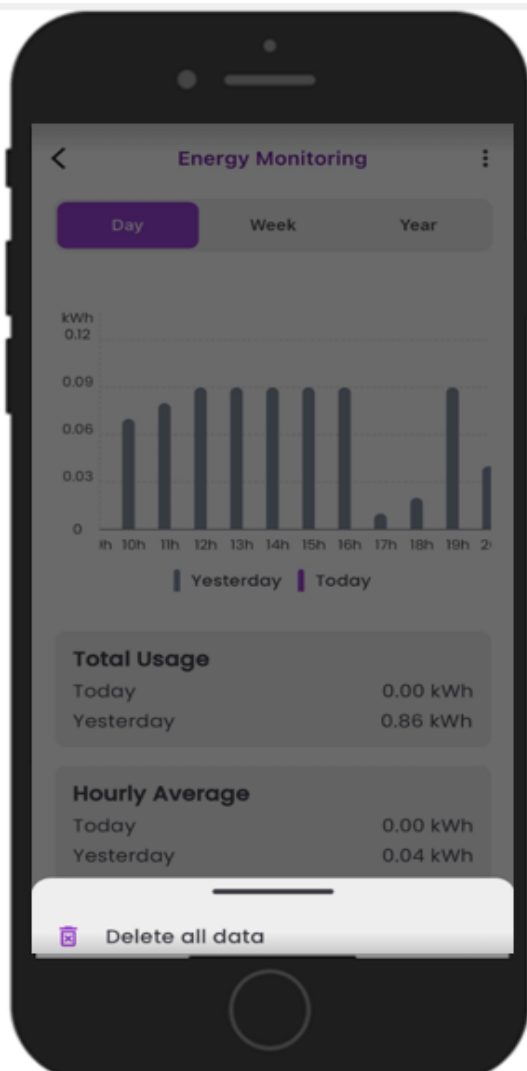 Energy Monitoring
Day Week Year
kWh
0.12
0.09
0.06
0.03
0
10h 11h 12h 13h 14h 15h 16h 17h 18h 19h
Yesterday Today
Total Usage
Today 0.00 kWh
Yesterday 0.86 kWh
Hourly Average
Today 0.00 kWh
Yesterday 0.04 kWh
Delete all data